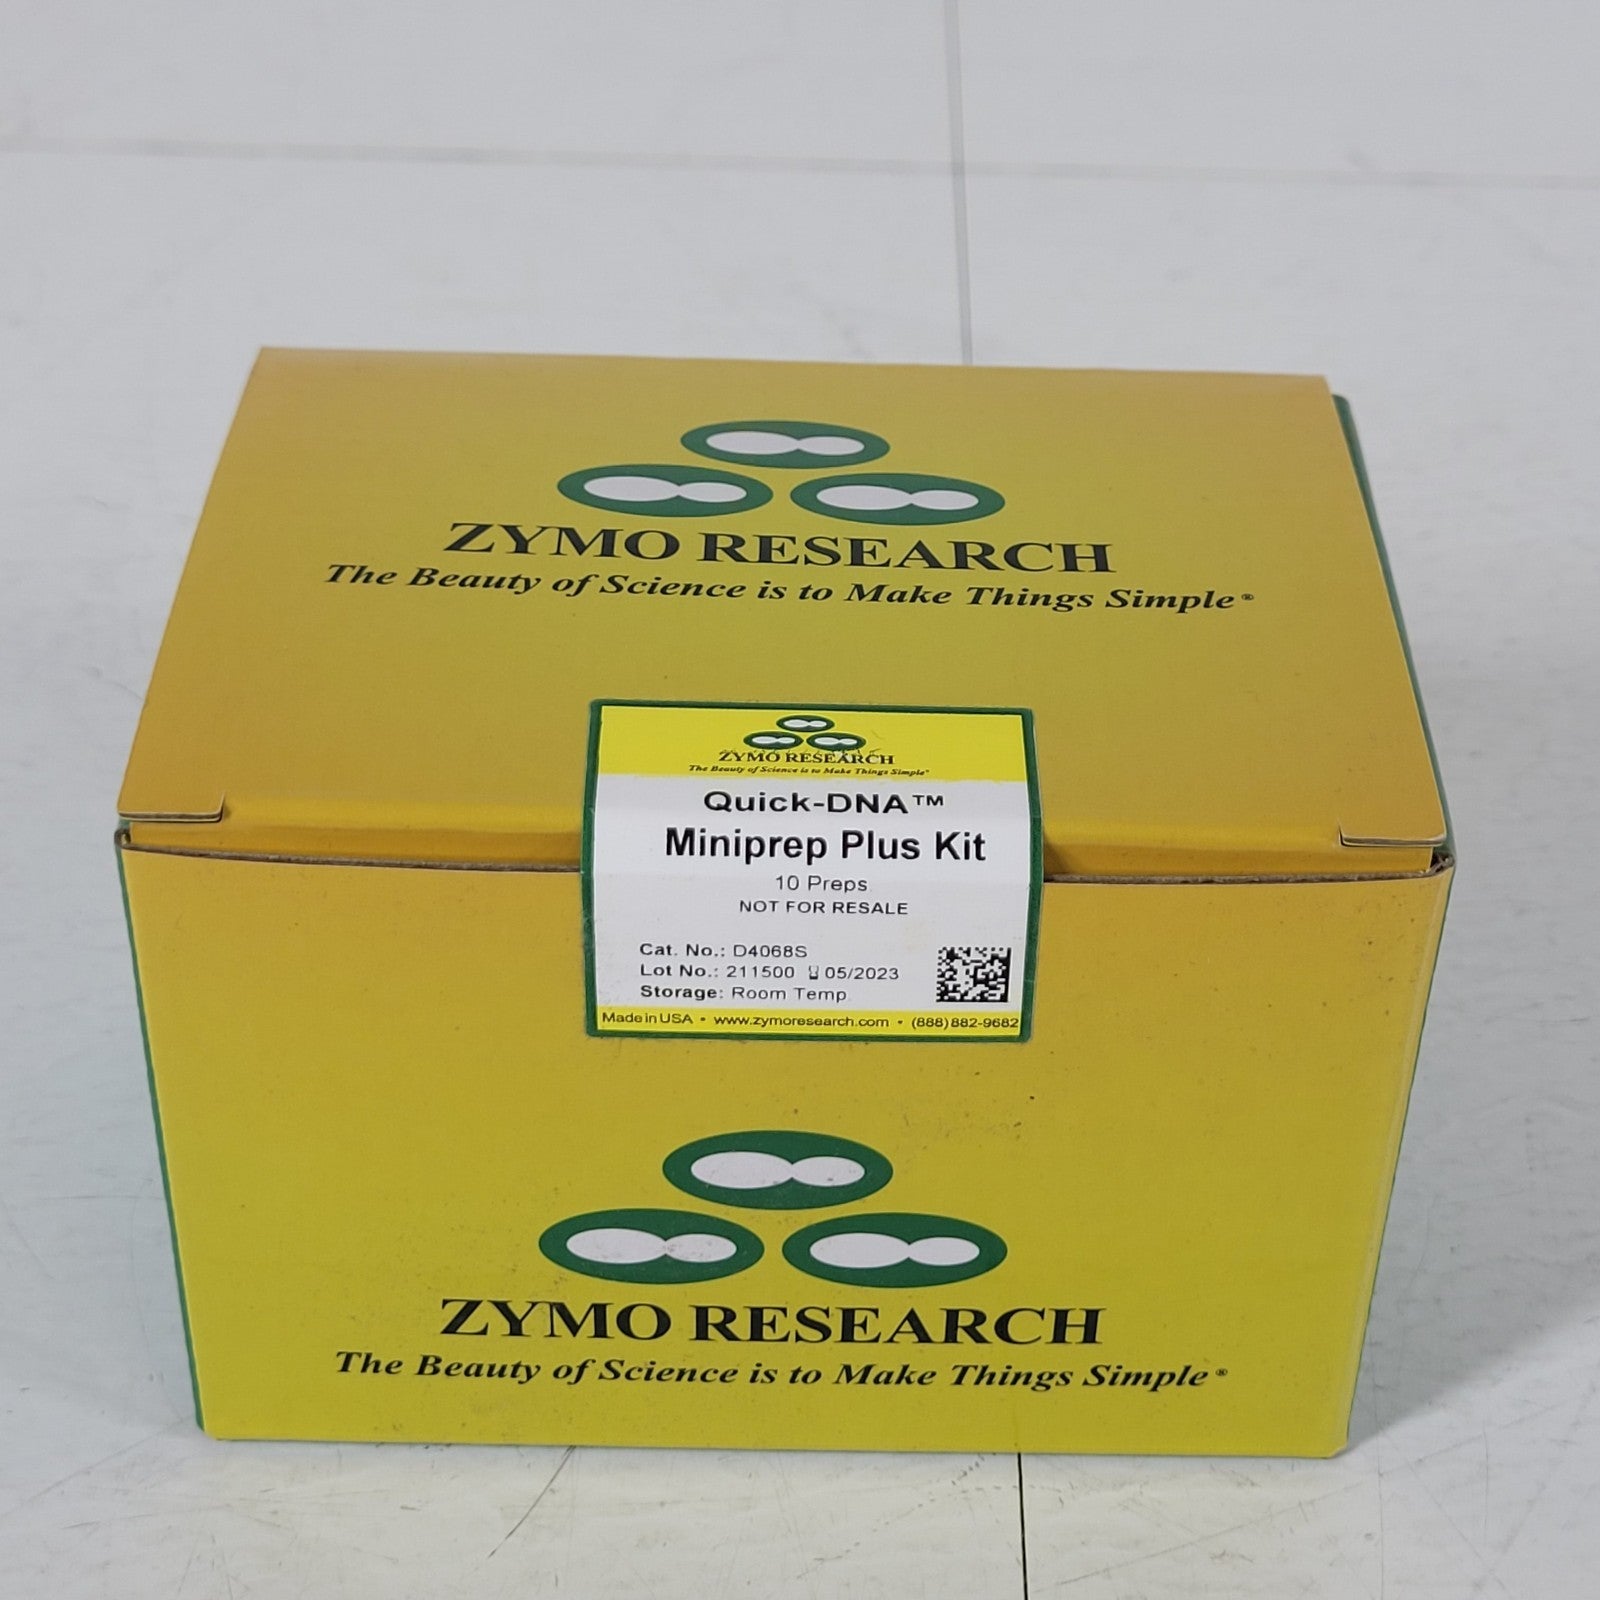 ZYMO RESEARCH
The Beauty of Science is to Make Things Simple®
ZYMO RESEARCH
The Beauty of Science is to Make Things Simple®
Quick-DNA™
Miniprep Plus Kit
10 Preps
NOT FOR RESALE
Cat. No.: D4068S
Lot No.: 211500 05/2023
Storage: Room Temp.
Made in USA • www.zymoresearch.com • (888) 882-9682
ZYMO RESEARCH
The Beauty of Science is to Make Things Simple®